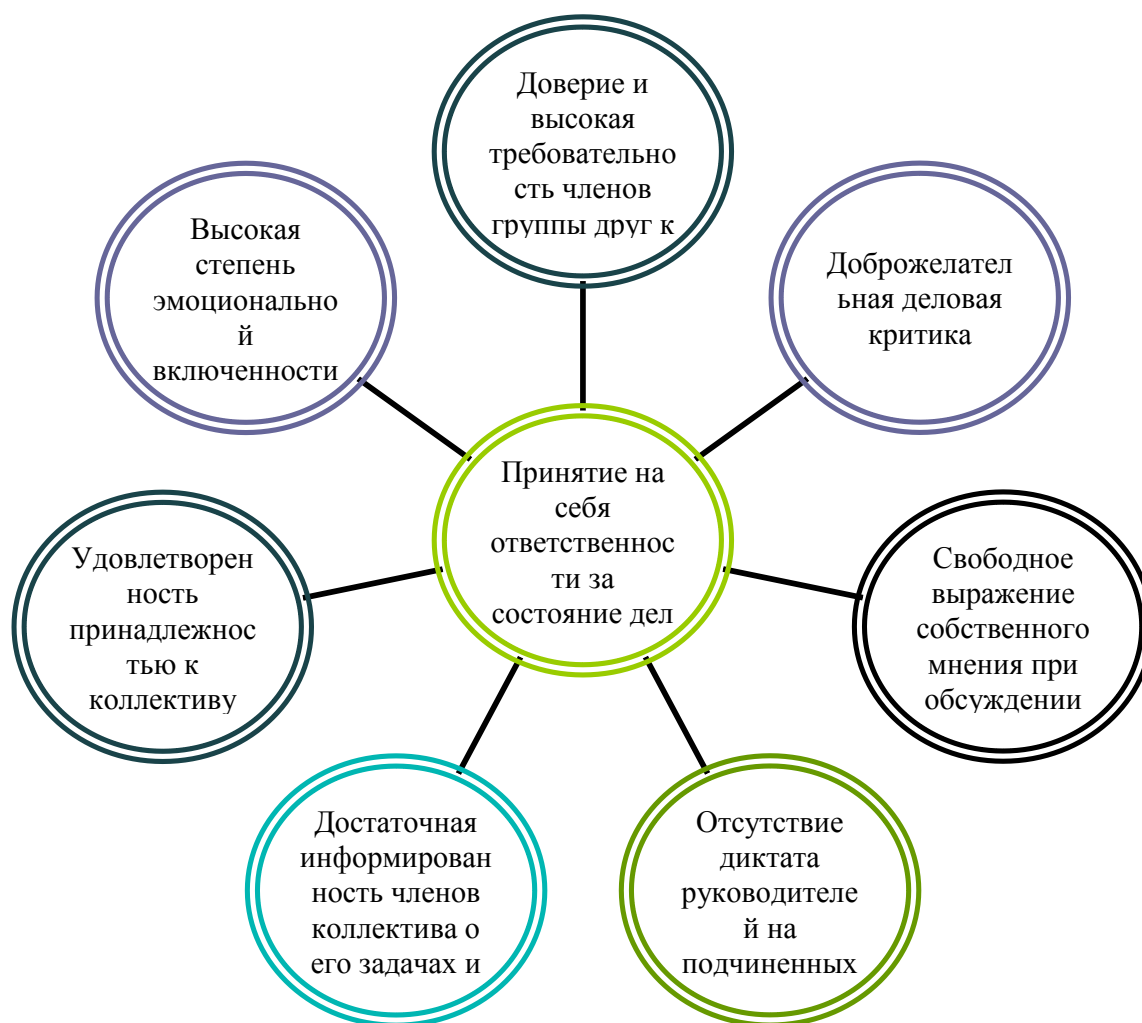 Доверие и
высокая
требовательно
сть членов
группы друг к
Высокая
степень
эмоционально
й
включенности
Доброжелател
ьная деловая
критика
Принятие на
себя
ответственнос
ти за
состояние дел
Удовлетворен
ность
принадлежнос
тью к
коллективу
Свободное
выражение
собственного
мнения при
обсуждении
Достаточная
информирован
ность членов
коллектива о
его задачах и
Отсутствие
диктата
руководителе
й на
подчиненных